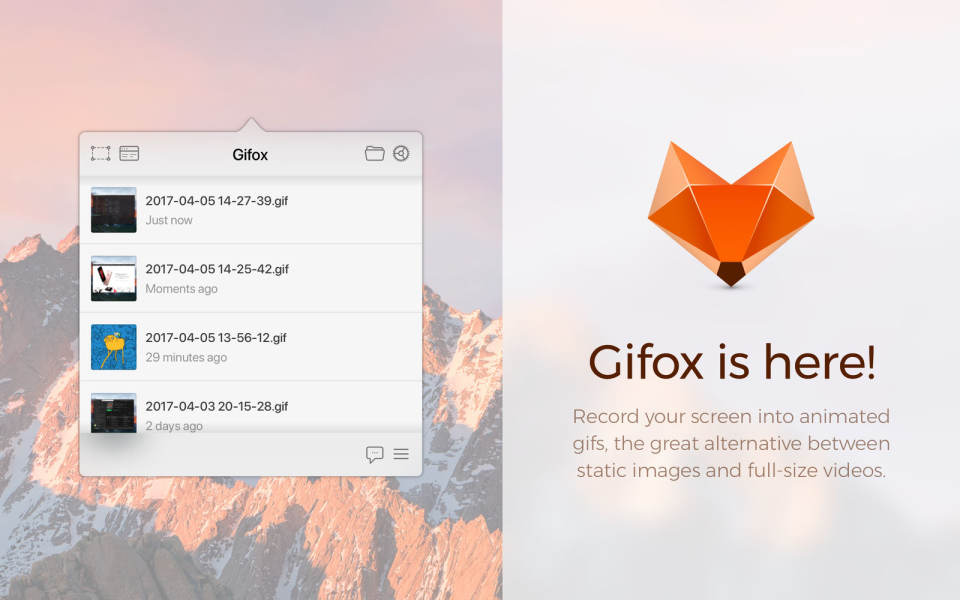 Gifox
2017-04-05 14-27-39.gif
Just now
2017-04-05 14-25-42.gif
Moments ago
2017-04-05 13-56-12.gif
29 minutes ago
2017-04-03 20-15-28.gif
2 days ago
Gifox is here!
Record your screen into animated
gifs, the great alternative between
static images and full-size videos.